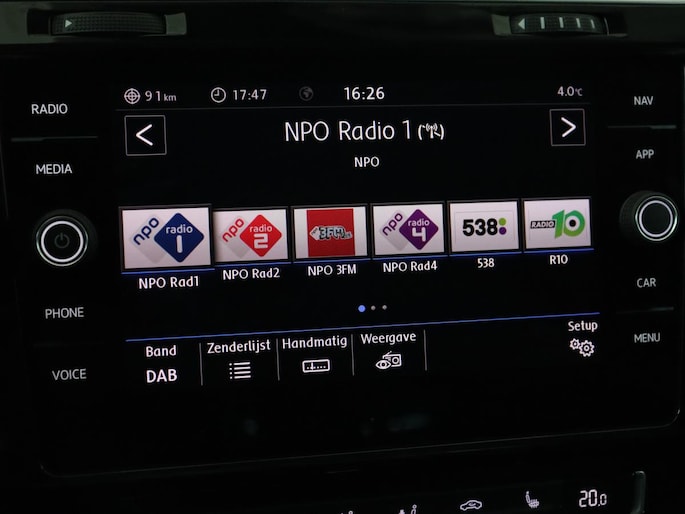 91 km 17:47 16:26 4.0°C
RADIO NAV
< NPO Radio 1 >
NPO
MEDIA APP
npo radio 1
npo radio 2
3FM
npo radio 4
538
RADIO 10
NPO Rad1 NPO Rad2 NPO 3FM NPO Rad4 538 R10
PHONE CAR
Band Zenderlijst Handmatig Weergave Setup
DAB
VOICE MENU
20.0